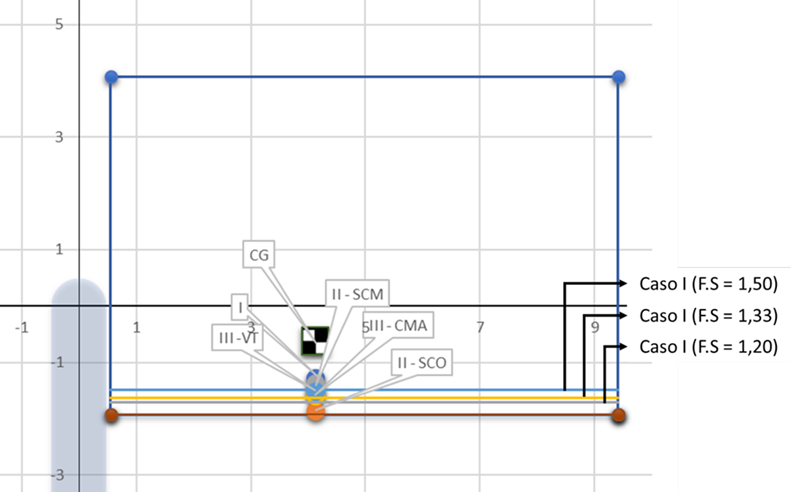 5
3
1
CG
Caso I (F.S = 1,50)
II - SCM
-1
1
3
5
7
9
I
Caso I (F.S = 1,33)
III - CMA
III -VT
Caso I (F.S = 1,20)
-1
II - SCO
-3